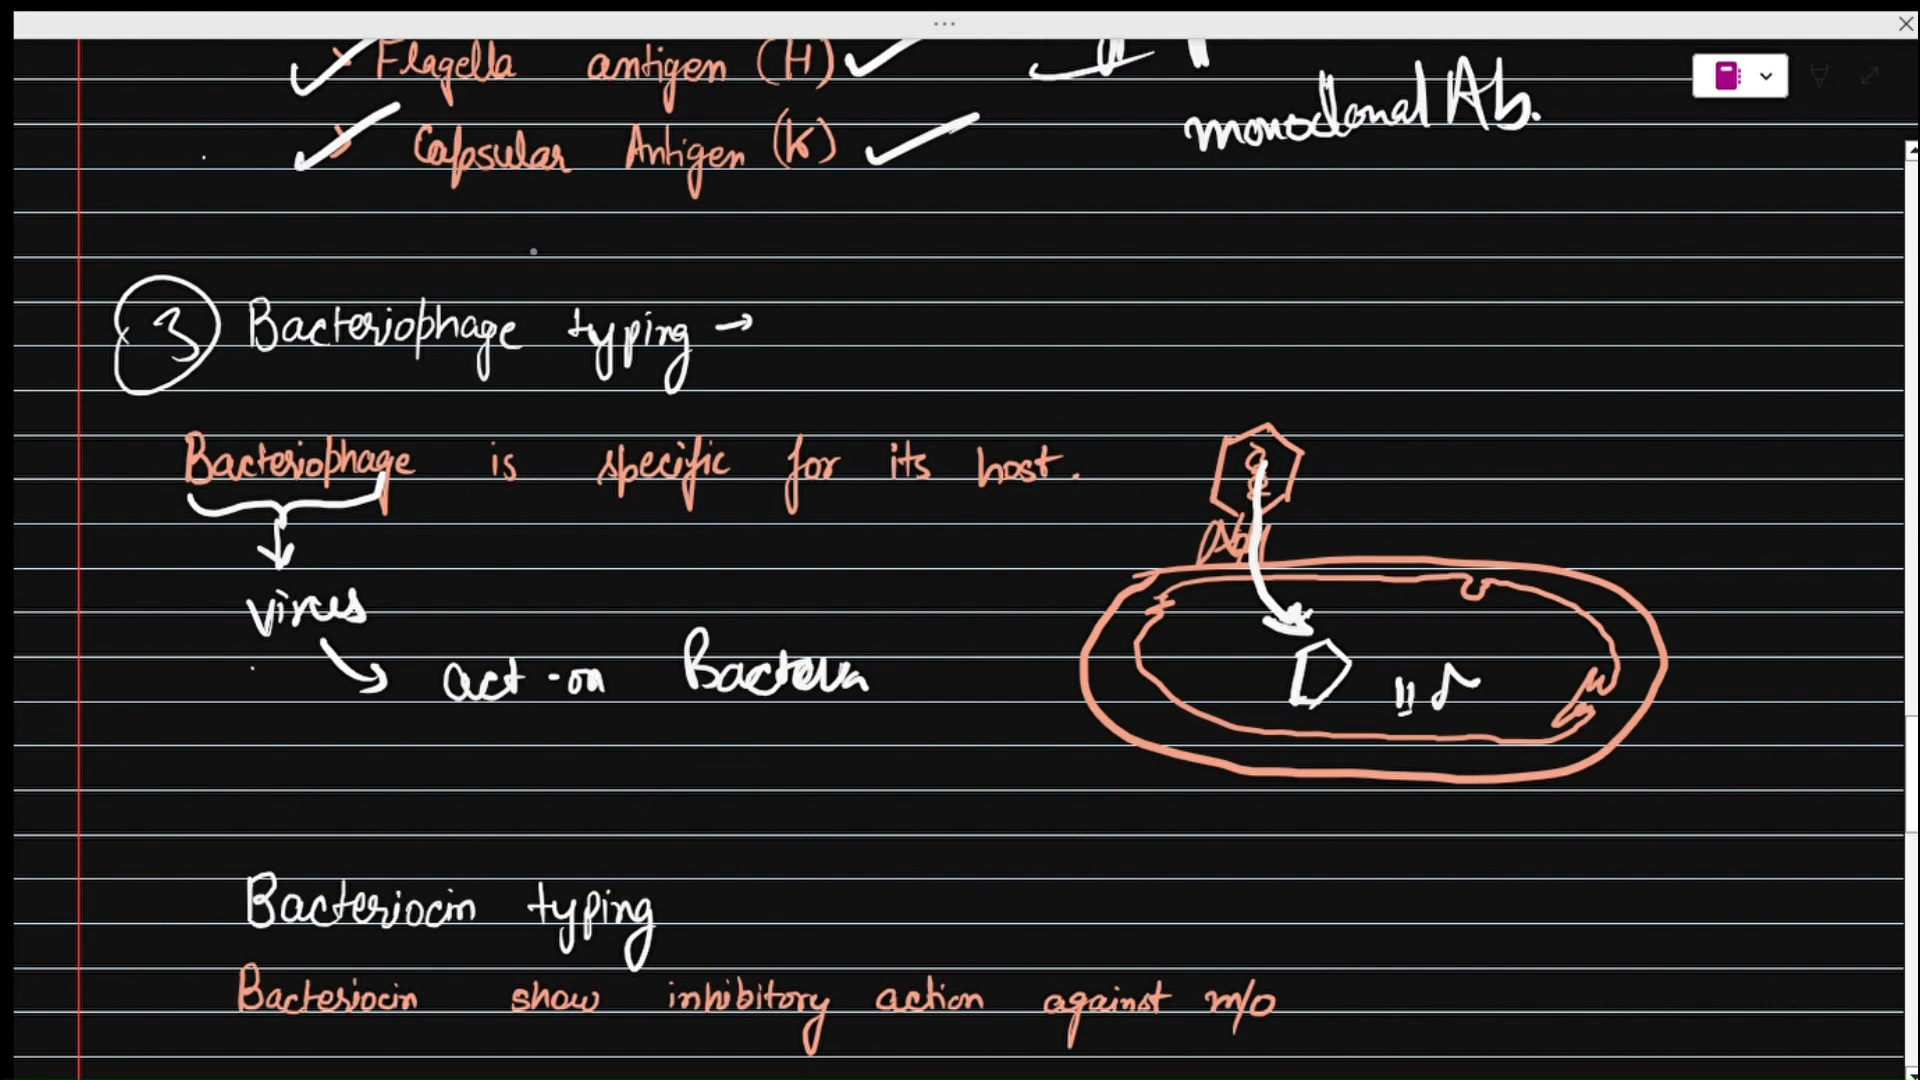 Flagella antigen (H)
monoclonal Ab.
Capsular Antigen (K)
3 Bacteriophage typing →
Bacteriophage is specific for its host.
virus
act-on Bacteria
Bacteriocin typing
Bacteriocin show inhibitory action against m/o